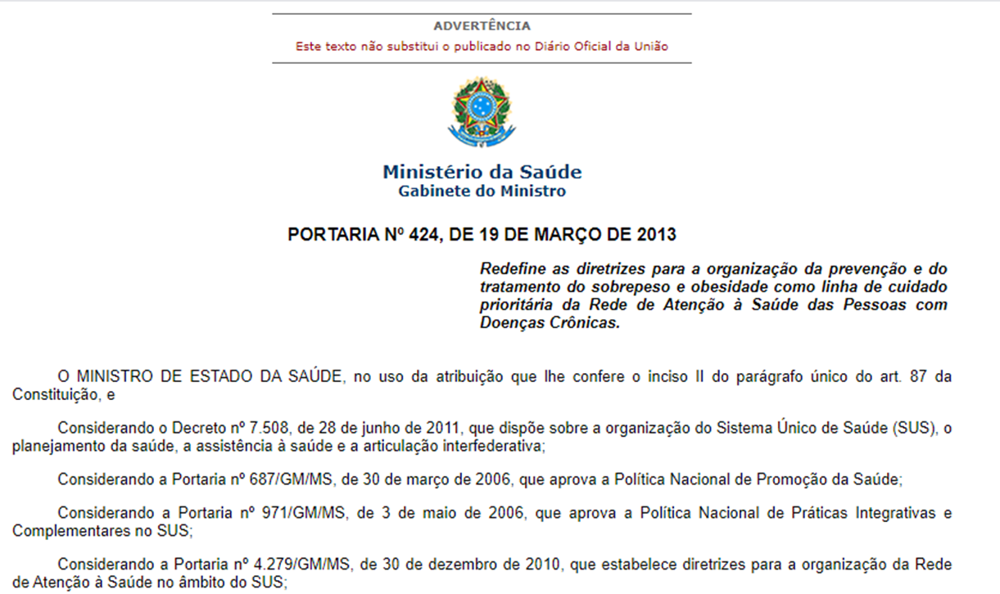 ADVERTÊNCIA
Este texto não substitui o publicado no Diário Oficial da União
Ministério da Saúde
Gabinete do Ministro
PORTARIA Nº 424, DE 19 DE MARÇO DE 2013
Redefine as diretrizes para a organização da prevenção e do
tratamento do sobrepeso e obesidade como linha de cuidado
prioritária da Rede de Atenção à Saúde das Pessoas com
Doenças Crônicas.
O MINISTRO DE ESTADO DA SAÚDE, no uso da atribuição que lhe confere o inciso II do parágrafo único do art. 87 da
Constituição, e
Considerando o Decreto nº 7.508, de 28 de junho de 2011, que dispõe sobre a organização do Sistema Único de Saúde (SUS), o
planejamento da saúde, a assistência à saúde e a articulação interfederativa;
Considerando a Portaria nº 687/GM/MS, de 30 de março de 2006, que aprova a Política Nacional de Promoção da Saúde;
Considerando a Portaria nº 971/GM/MS, de 3 de maio de 2006, que aprova a Política Nacional de Práticas Integrativas e
Complementares no SUS;
Considerando a Portaria nº 4.279/GM/MS, de 30 de dezembro de 2010, que estabelece diretrizes para a organização da Rede
de Atenção à Saúde no âmbito do SUS;